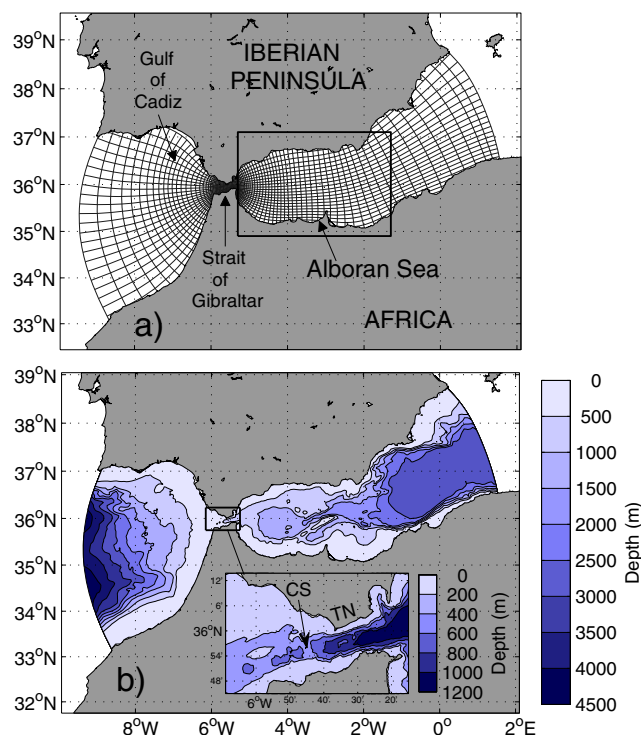 39°N
38°N
37°N
36°N
35°N
34°N
33°N
Gulf
of
Cadiz
IBERIAN
PENINSULA
Strait
of
Gibraltar
Alboran Sea
AFRICA
a)
39°N
38°N
37°N
36°N
35°N
34°N
33°N
32°N
8°W
6°W
4°W
2°W
0°
2°E
b)
CS
TN
12'
6'
36°N
54'
48'
6°W
50'
40'
30'
20'
0
200
400
600
800
1000
1200
Depth (m)
0
500
1000
1500
2000
2500
3000
3500
4000
4500
Depth (m)